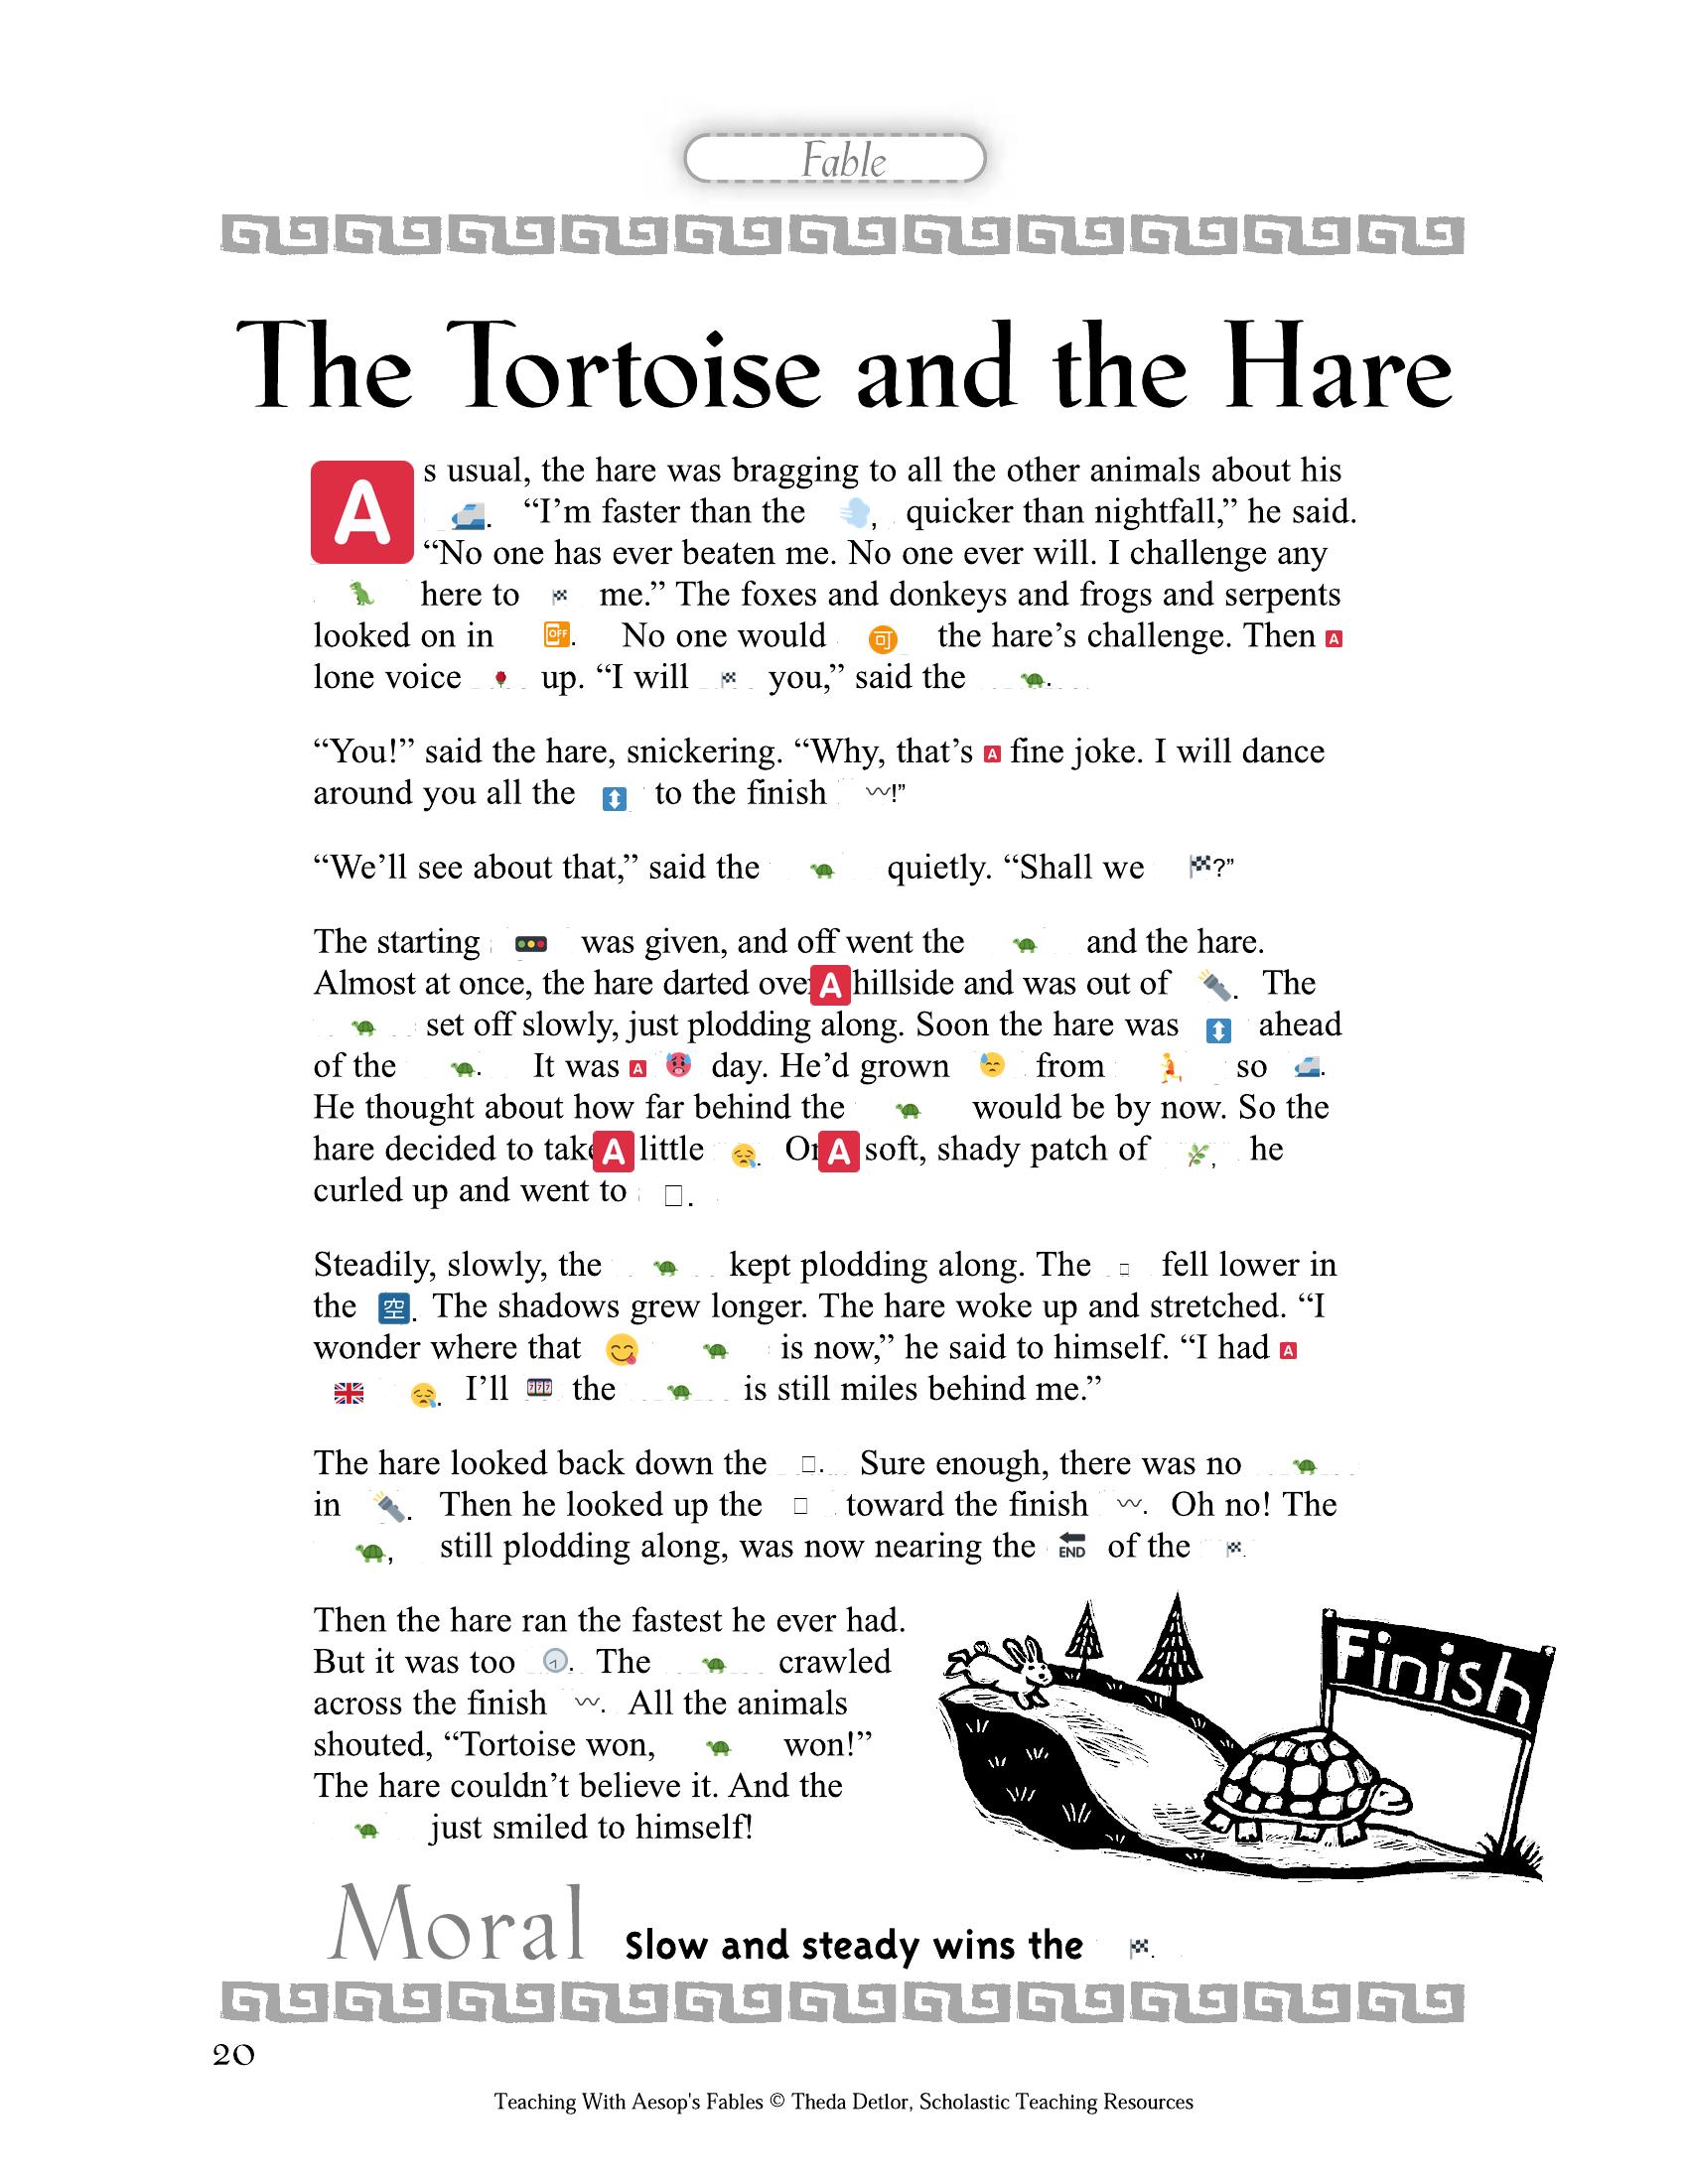 Fable
The Tortoise and the Hare
🅰s usual, the hare was bragging to all the other animals about his
🚅. “I’m faster than the 💨, quicker than nightfall,” he said.
“No one has ever beaten me. No one ever will. I challenge any
🦖 here to 🏁 me.” The foxes and donkeys and frogs and serpents
looked on in 📴. No one would 🉑 the hare’s challenge. Then 🅰
lone voice 🌹 up. “I will 🏁 you,” said the 🐢.
“You!” said the hare, snickering. “Why, that’s 🅰 fine joke. I will dance
around you all the ↕ to the finish 〰!”
“We’ll see about that,” said the 🐢 quietly. “Shall we 🏁?”
The starting 🚥 was given, and off went the 🐢 and the hare.
Almost at once, the hare darted over 🅰 hillside and was out of 🔦. The
🐢 set off slowly, just plodding along. Soon the hare was ↕ ahead
of the 🐢. It was 🅰 🥵 day. He’d grown 😓 from 🏃 so 🚅.
He thought about how far behind the 🐢 would be by now. So the
hare decided to take 🅰 little 😪. On 🅰 soft, shady patch of 🌿, he
curled up and went to □.
Steadily, slowly, the 🐢 kept plodding along. The □ fell lower in
the 🈳. The shadows grew longer. The hare woke up and stretched. “I
wonder where that 😋 🐢 is now,” he said to himself. “I had 🅰
🇬🇧 😪. I’ll 🎰 the 🐢 is still miles behind me.”
The hare looked back down the □. Sure enough, there was no 🐢
in 🔦. Then he looked up the □ toward the finish 〰. Oh no! The
🐢, still plodding along, was now nearing the 🔚 of the 🏁.
Then the hare ran the fastest he ever had.
But it was too 🕢. The 🐢 crawled
across the finish 〰. All the animals
shouted, “Tortoise won, 🐢 won!”
The hare couldn’t believe it. And the
🐢 just smiled to himself!
Finish
Moral Slow and steady wins the 🏁.
20
Teaching With Aesop's Fables © Theda Detlor, Scholastic Teaching Resources